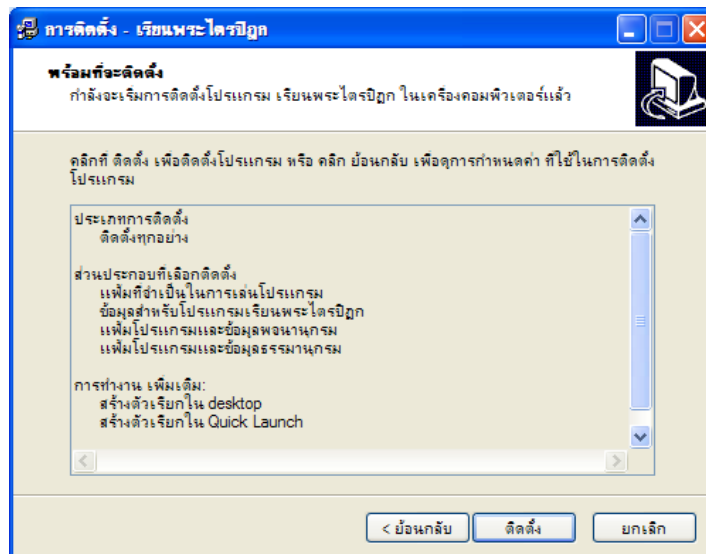 การติดตั้ง - เรียนพระไตรปิฎก
พร้อมที่จะติดตั้ง
กำลังจะเริ่มการติดตั้งโปรแกรม เรียนพระไตรปิฎก ในเครื่องคอมพิวเตอร์แล้ว
คลิกที่ ติดตั้ง เพื่อติดตั้งโปรแกรม หรือ คลิก ย้อนกลับ เพื่อดูการกำหนดค่า ที่ใช้ในการติดตั้ง
โปรแกรม
ประเภทการติดตั้ง
ติดตั้งทุกอย่าง
ส่วนประกอบที่เลือกติดตั้ง
แฟ้มที่จำเป็นในการเล่นโปรแกรม
ข้อมูลสำหรับโปรแกรมเรียนพระไตรปิฎก
แฟ้มโปรแกรมและข้อมูลพจนานุกรม
แฟ้มโปรแกรมและข้อมูลธรรมานุกรม
การทำงาน เพิ่มเติม:
สร้างตัวเรียกใน desktop
สร้างตัวเรียกใน Quick Launch
< ย้อนกลับ
ติดตั้ง
ยกเลิก